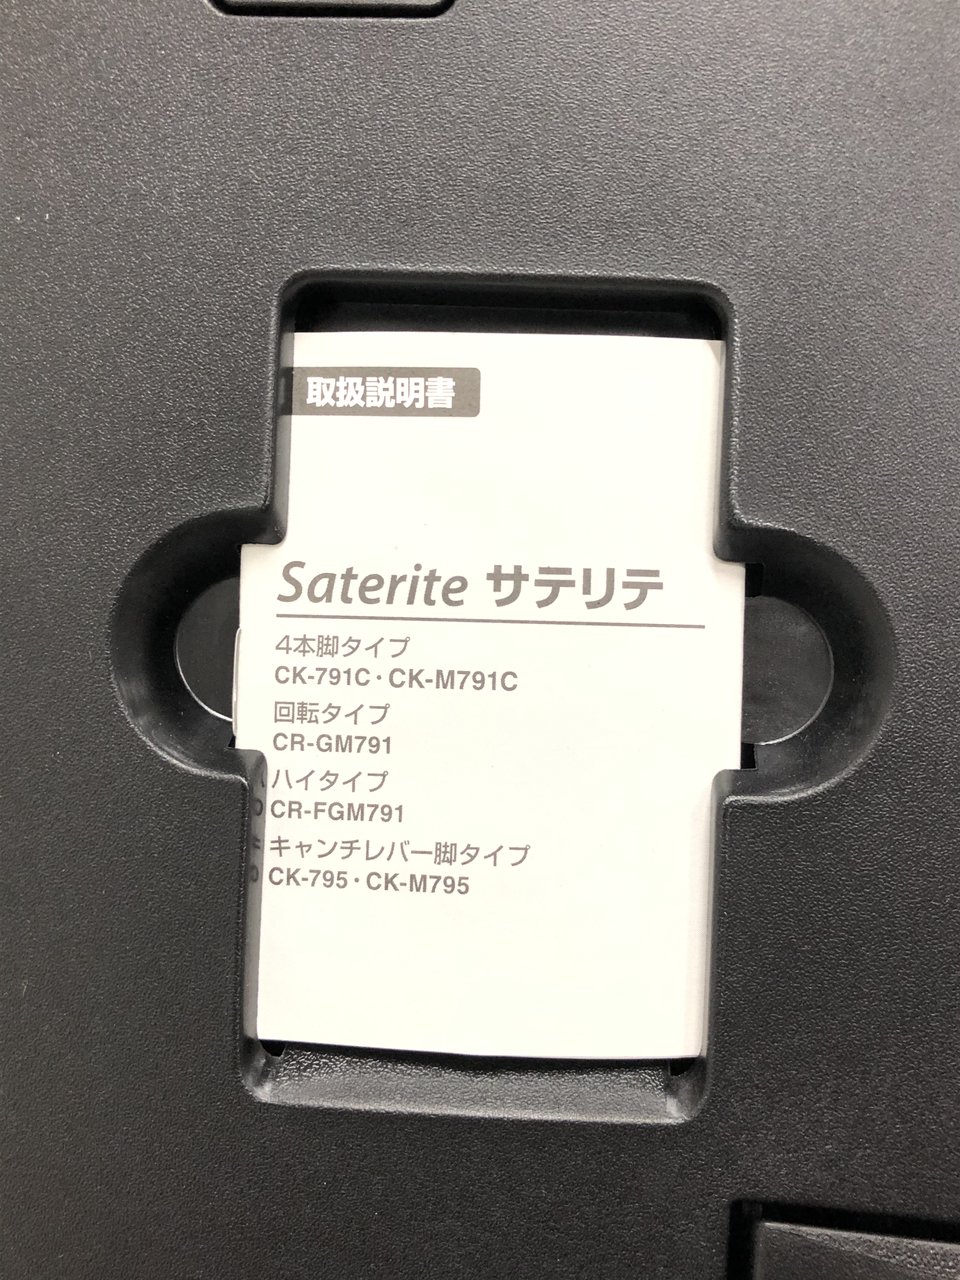 取扱説明書
Saterite サテリテ
4本脚タイプ
CK-791C・CK-M791C
回転タイプ
CR-GM791
ハイタイプ
CR-FGM791
キャンチレバー脚タイプ
CK-795・CK-M795